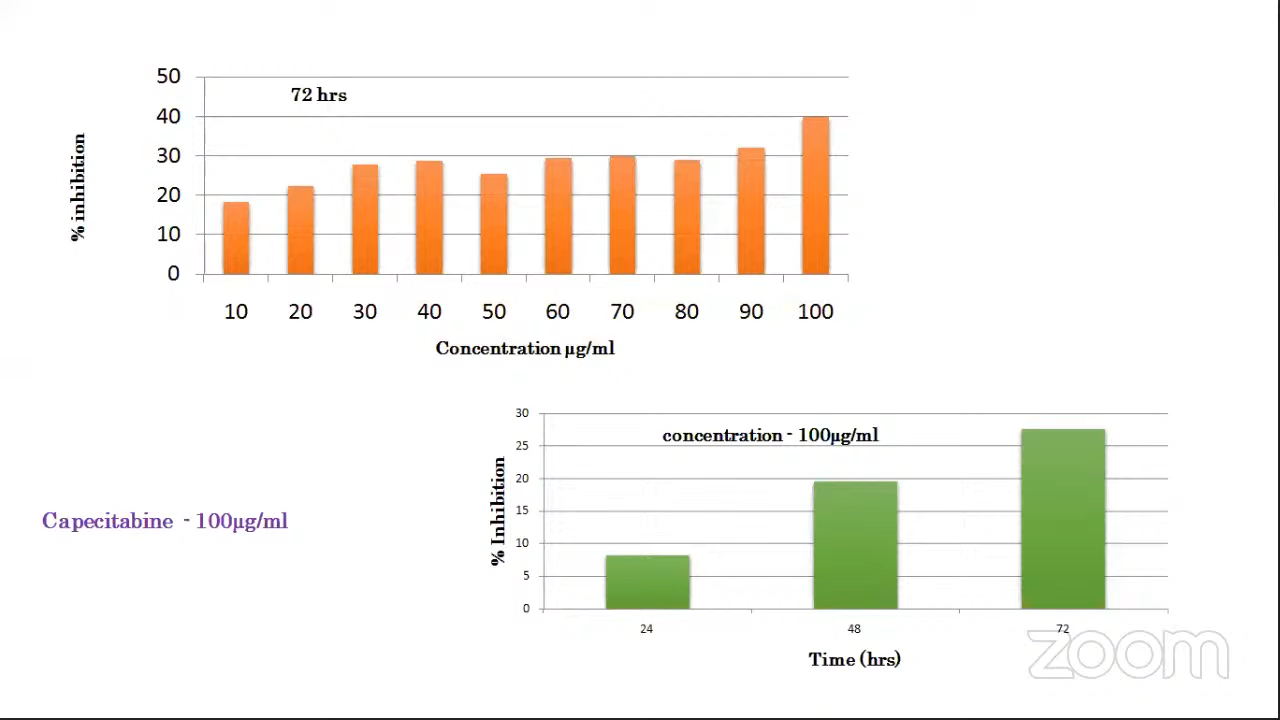 50
72 hrs
40
30
20
10
0
% inhibition
10 20 30 40 50 60 70 80 90 100
Concentration µg/ml
30
concentration - 100µg/ml
25
20
15
10
5
0
% Inhibition
24 48 72
Time (hrs)
Capecitabine - 100µg/ml
zoom